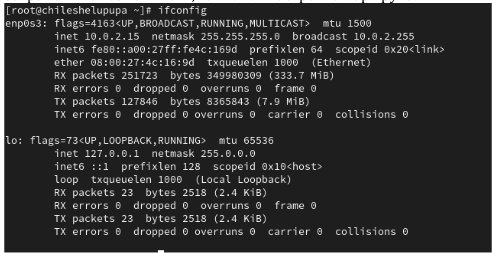 [root@chileshelupupa ~]# ifconfig
enp0s3: flags=4163<UP,BROADCAST,RUNNING,MULTICAST>  mtu 1500
        inet 10.0.2.15  netmask 255.255.255.0  broadcast 10.0.2.255
        inet6 fe80::a00:27ff:fe4c:169d  prefixlen 64  scopeid 0x20<link>
        ether 08:00:27:4c:16:9d  txqueuelen 1000  (Ethernet)
        RX packets 251723  bytes 349980309 (333.7 MiB)
        RX errors 0  dropped 0  overruns 0  frame 0
        TX packets 127846  bytes 8365843 (7.9 MiB)
        TX errors 0  dropped 0 overruns 0  carrier 0  collisions 0

lo: flags=73<UP,LOOPBACK,RUNNING>  mtu 65536
        inet 127.0.0.1  netmask 255.0.0.0
        inet6 ::1  prefixlen 128  scopeid 0x10<host>
        loop  txqueuelen 1000  (Local Loopback)
        RX packets 23  bytes 2518 (2.4 KiB)
        RX errors 0  dropped 0  overruns 0  frame 0
        TX packets 23  bytes 2518 (2.4 KiB)
        TX errors 0  dropped 0 overruns 0  carrier 0  collisions 0